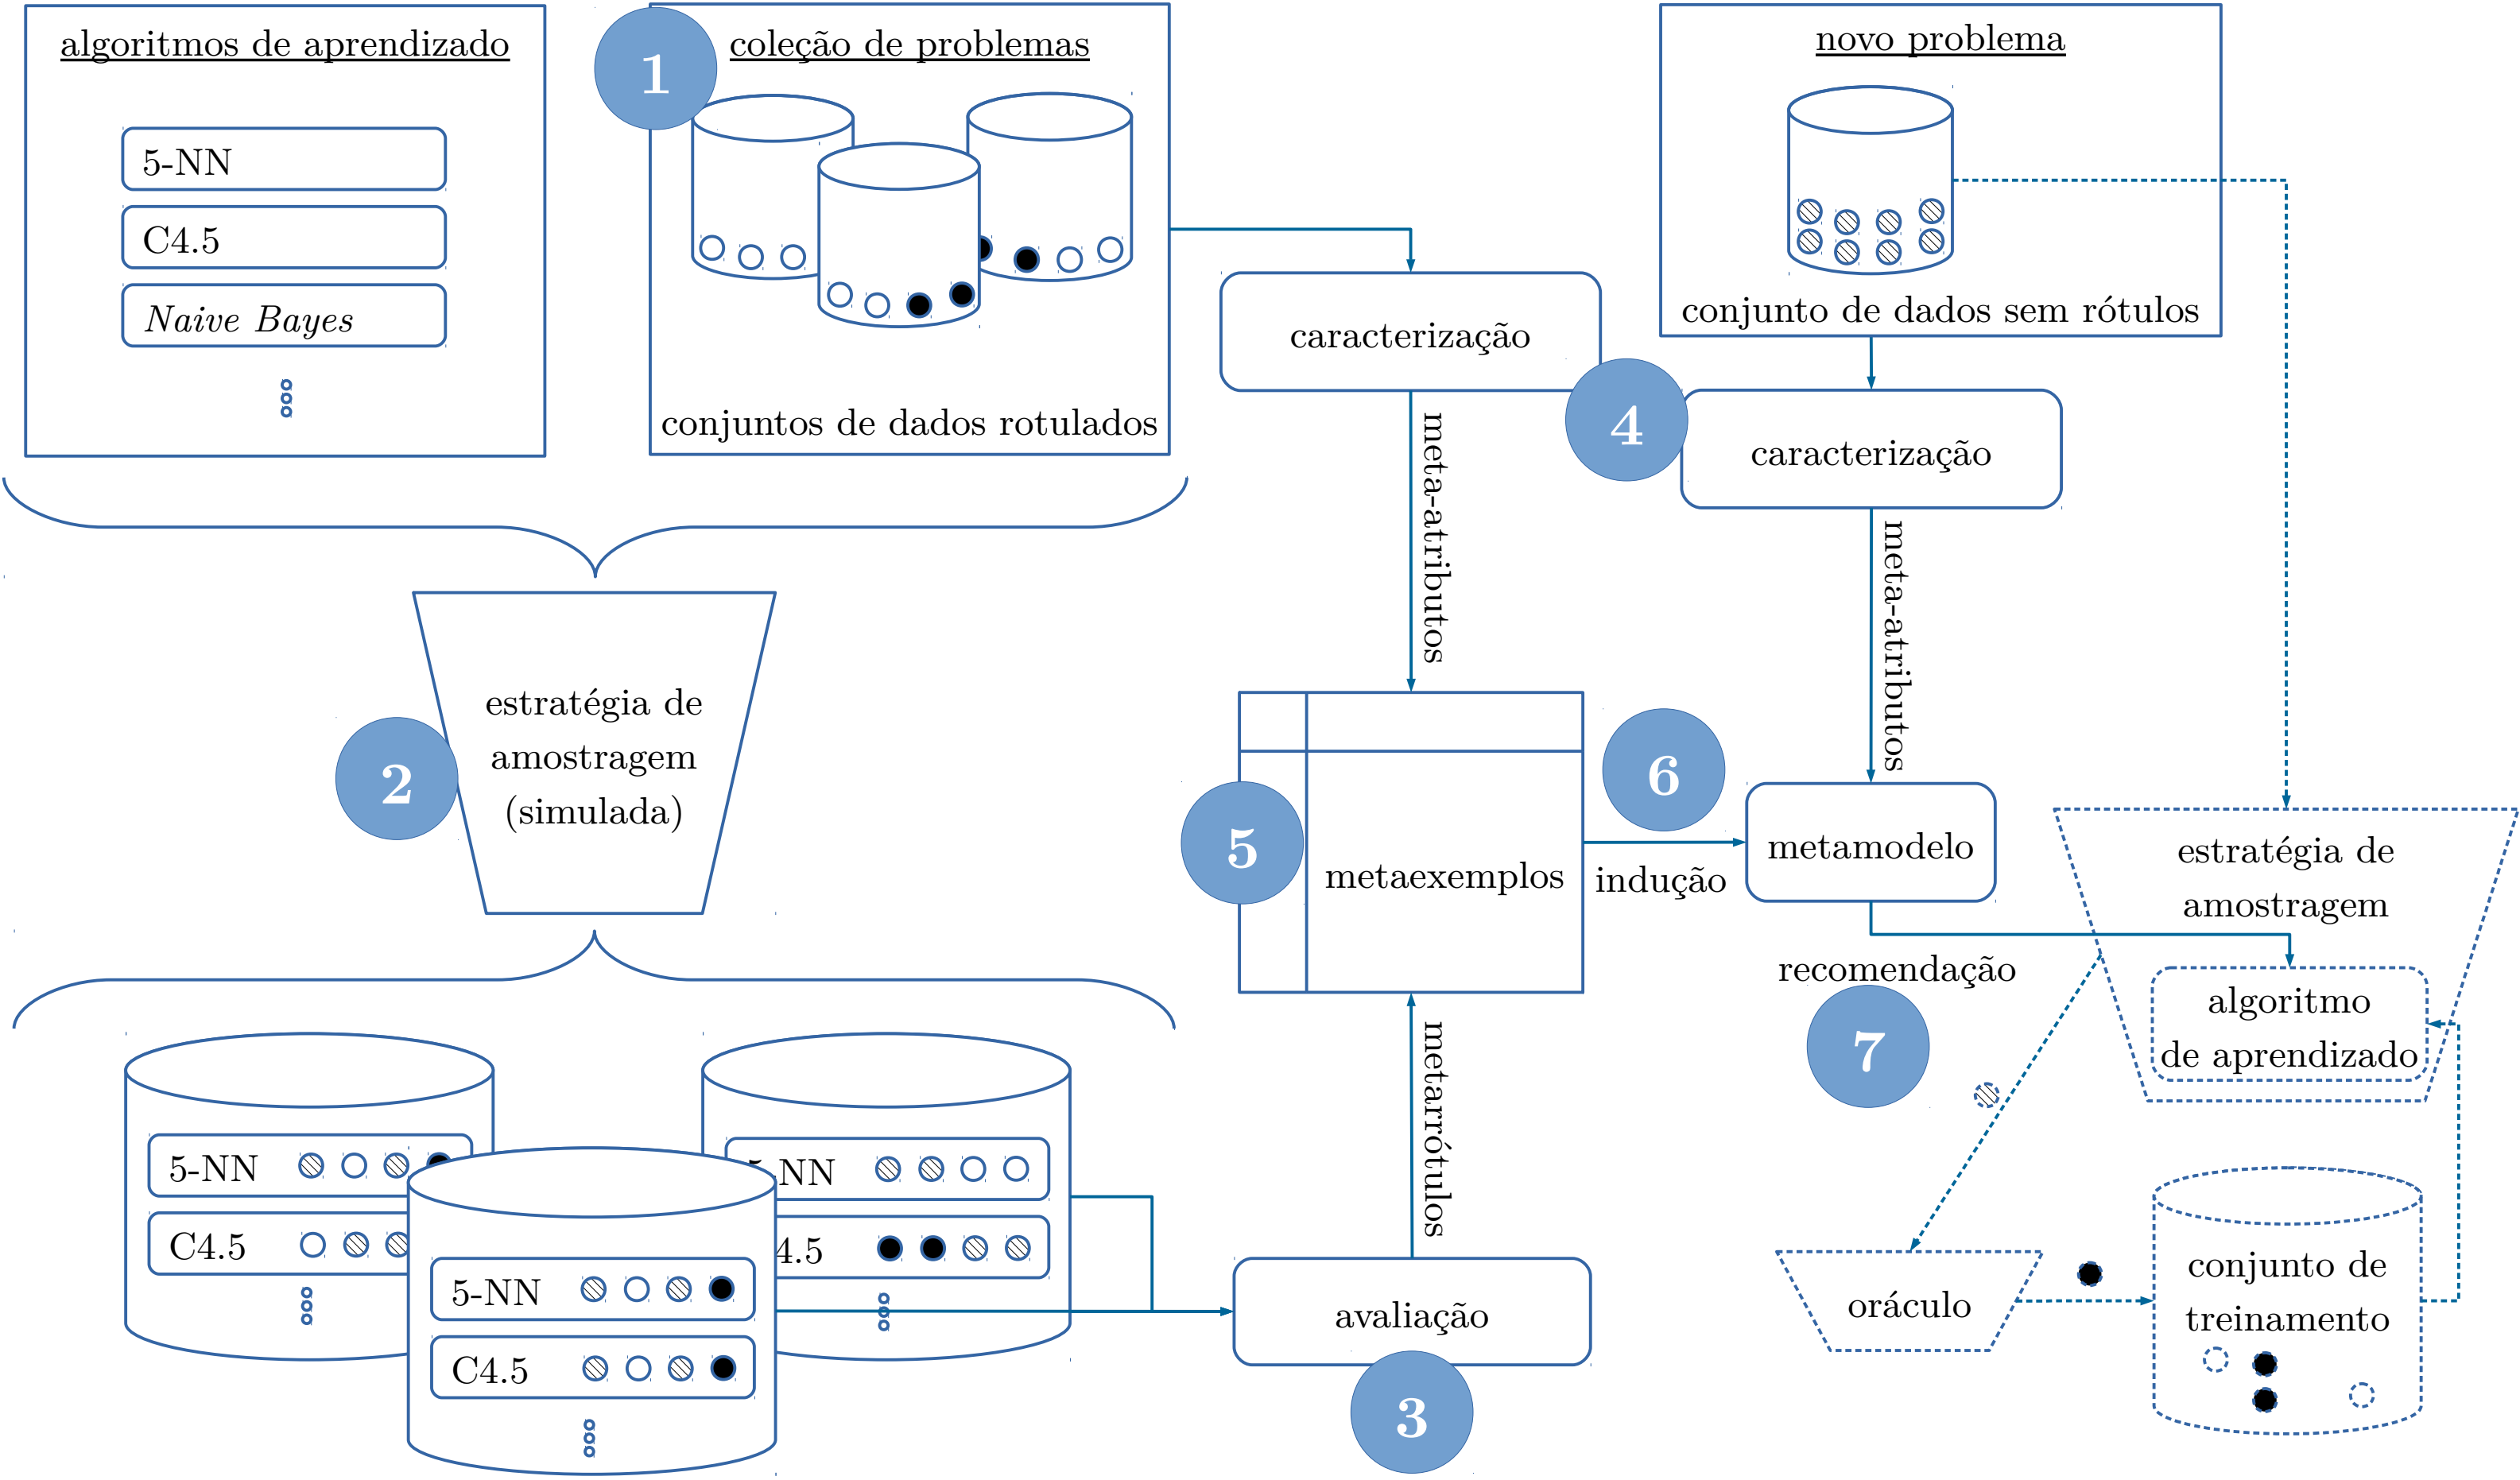 algoritmos de aprendizado
5-NN
C4.5
Naive Bayes
1
coleção de problemas
conjuntos de dados rotulados
novo problema
conjunto de dados sem rótulos
caracterização
4
caracterização
meta-atributos
meta-atributos
2
estratégia de
amostragem
(simulada)
5
metaexemplos
6
indução
metamodelo
recomendação
7
estratégia de
amostragem
algoritmo
de aprendizado
5-NN
C4.5
5-NN
C4.5
-NN
4.5
metarrótulos
avaliação
3
oráculo
conjunto de
treinamento